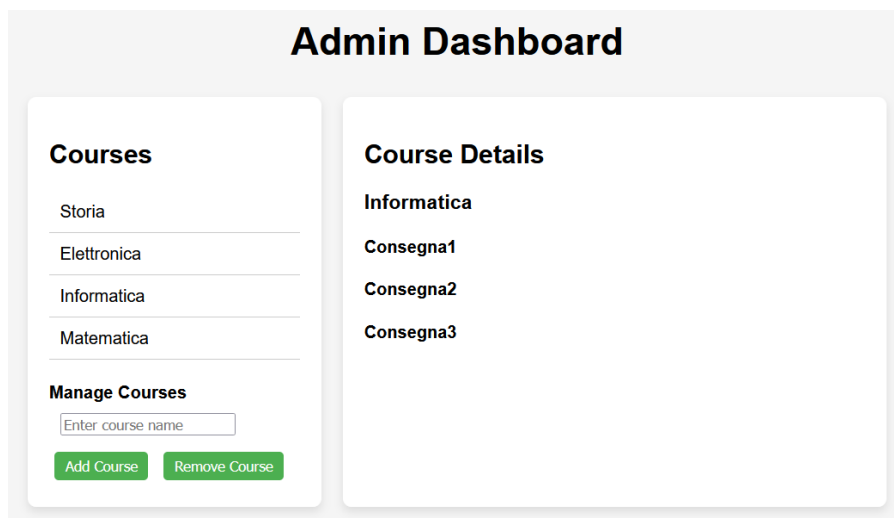 Admin Dashboard
Courses
Storia
Elettronica
Informatica
Matematica
Manage Courses
Enter course name
Add Course
Remove Course
Course Details
Informatica
Consegna1
Consegna2
Consegna3